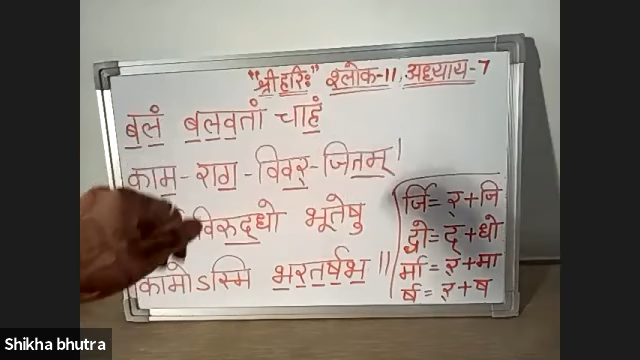 "श्री हरिः" श्लोक-11 अध्याय-7
बलं बलवतां चाहं
काम-राग-विवर्-जितम्।
विरुद्धो भूतेषु
कामोऽस्मि भरतर्षभ॥
र्जि = र्+जि
द्धो = द्+धो
र्मा = र्+मा
र्ष = र्+ष
Shikha bhutra